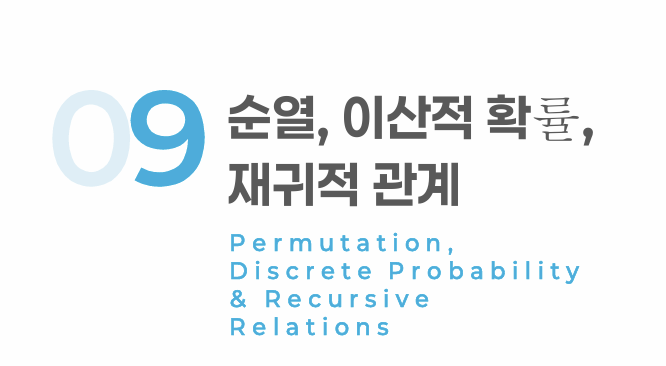 09
순열, 이산적 확률,
재귀적 관계
Permutation,
Discrete Probability
& Recursive
Relations